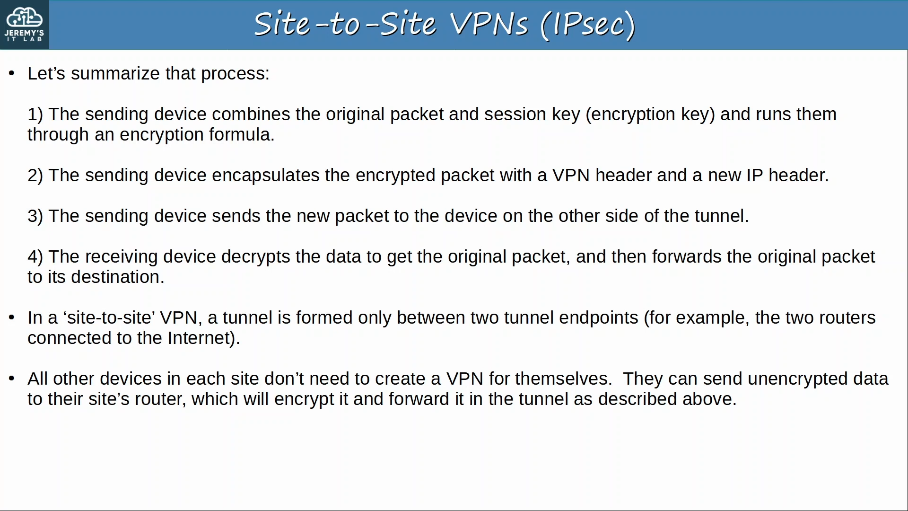 JEREMY'S
IT LAB
Site-to-Site VPNs (IPsec)
• Let's summarize that process:
1) The sending device combines the original packet and session key (encryption key) and runs them
through an encryption formula.
2) The sending device encapsulates the encrypted packet with a VPN header and a new IP header.
3) The sending device sends the new packet to the device on the other side of the tunnel.
4) The receiving device decrypts the data to get the original packet, and then forwards the original packet
to its destination.
• In a ‘site-to-site’ VPN, a tunnel is formed only between two tunnel endpoints (for example, the two routers
connected to the Internet).
• All other devices in each site don’t need to create a VPN for themselves.  They can send unencrypted data
to their site’s router, which will encrypt it and forward it in the tunnel as described above.